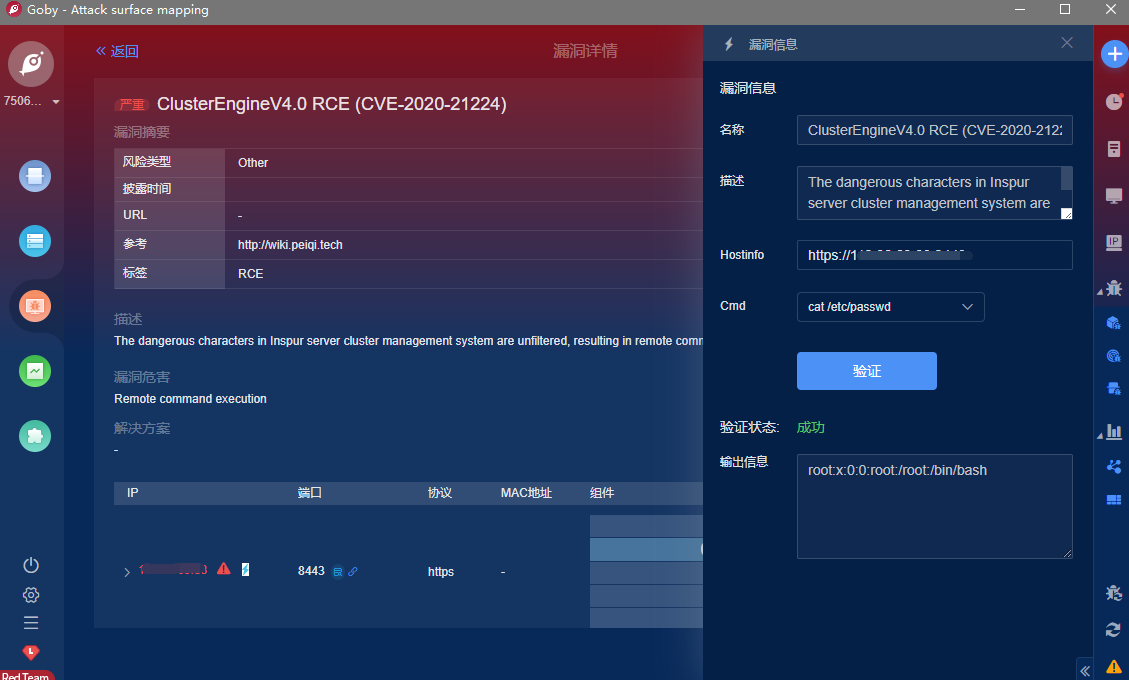 Goby - Attack surface mapping
7506...
Red Team
« 返回
漏洞详情
严重 ClusterEngineV4.0 RCE (CVE-2020-21224)
漏洞摘要
风险类型 Other
披露时间
URL -
参考 http://wiki.peiqi.tech
标签 RCE
描述
The dangerous characters in Inspur server cluster management system are unfiltered, resulting in remote com
漏洞危害
Remote command execution
解决方案
-
IP 端口 协议 MAC地址 组件
8443 https -
漏洞信息
漏洞信息
名称 ClusterEngineV4.0 RCE (CVE-2020-2122
描述 The dangerous characters in Inspur
server cluster management system are
Hostinfo https://1
Cmd cat /etc/passwd
验证
验证状态: 成功
输出信息 root:x:0:0:root:/root:/bin/bash
IP